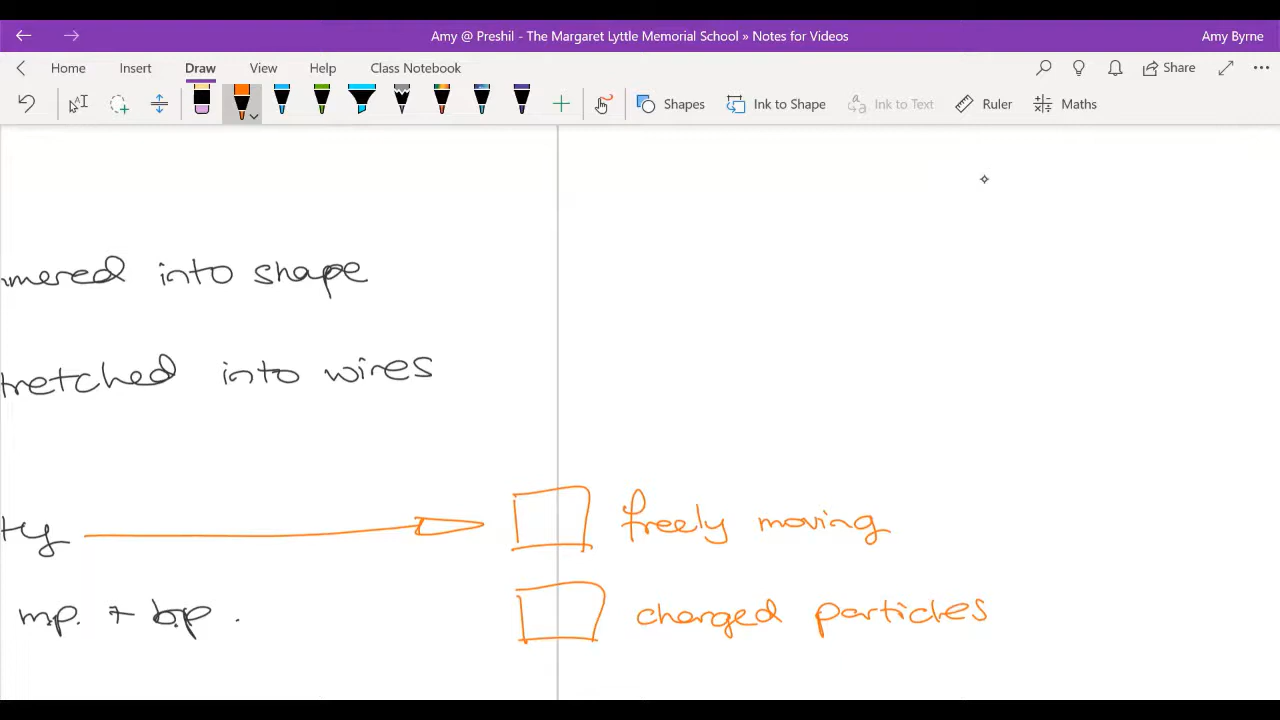 Amy @ Preshil - The Margaret Lyttle Memorial School » Notes for Videos
Amy Byrne
Home Insert Draw View Help Class Notebook
Share
Shapes Ink to Shape Ink to Text Ruler Maths
mered into shape
tretched into wires
ty
freely moving
m.p. + b.p.
charged particles